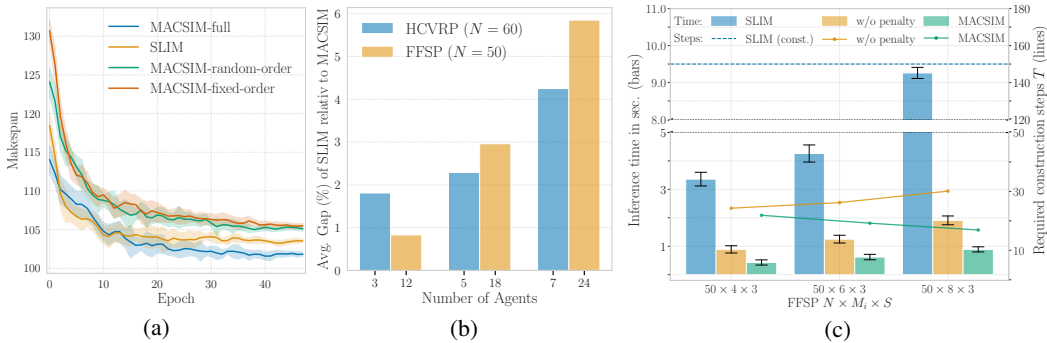 MACSIM-full
SLIM
MACSIM-random-order
MACSIM-fixed-order
Makespan
130
125
120
115
110
105
100
0
10
20
30
40
Epoch
(a)
HCVRP (N = 60)
FFSP (N = 50)
Avg. Gap (%) of SLIM relativ to MACSIM
6
5
4
3
2
1
0
3
12
5
18
7
24
Number of Agents
(b)
Time:
SLIM
w/o penalty
MACSIM
Steps:
SLIM (const.)
w/o penalty
MACSIM
Inference time in sec. (bars)
11.0
10.0
9.0
8.0
5
3
1
Required construction steps T (lines)
180
150
120
50
30
10
50 × 4 × 3
50 × 6 × 3
50 × 8 × 3
FFSP N × Mᵢ × S
(c)